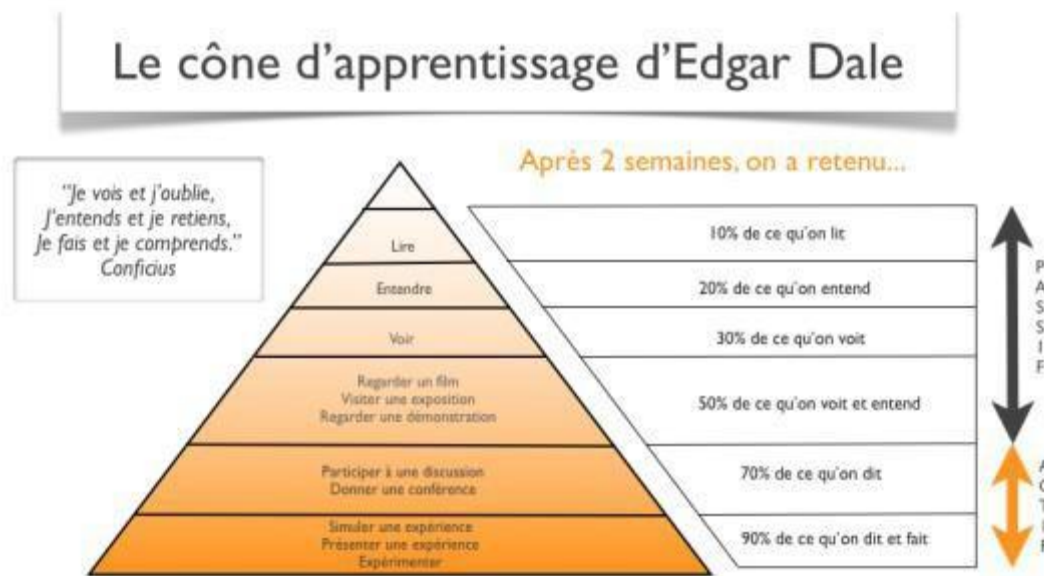 Le cône d'apprentissage d'Edgar Dale
"Je vois et j'oublie,
J'entends et je retiens,
Je fais et je comprends."
Conficius
Après 2 semaines, on a retenu...
Lire
10% de ce qu'on lit
Entendre
20% de ce qu'on entend
Voir
30% de ce qu'on voit
Regarder un film
Visiter une exposition
Regarder une démonstration
50% de ce qu'on voit et entend
Participer à une discussion
Donner une conférence
70% de ce qu'on dit
Simuler une expérience
Présenter une expérience
Expérimenter
90% de ce qu'on dit et fait
P
A
S
S
I
F
A
C
T
I
F